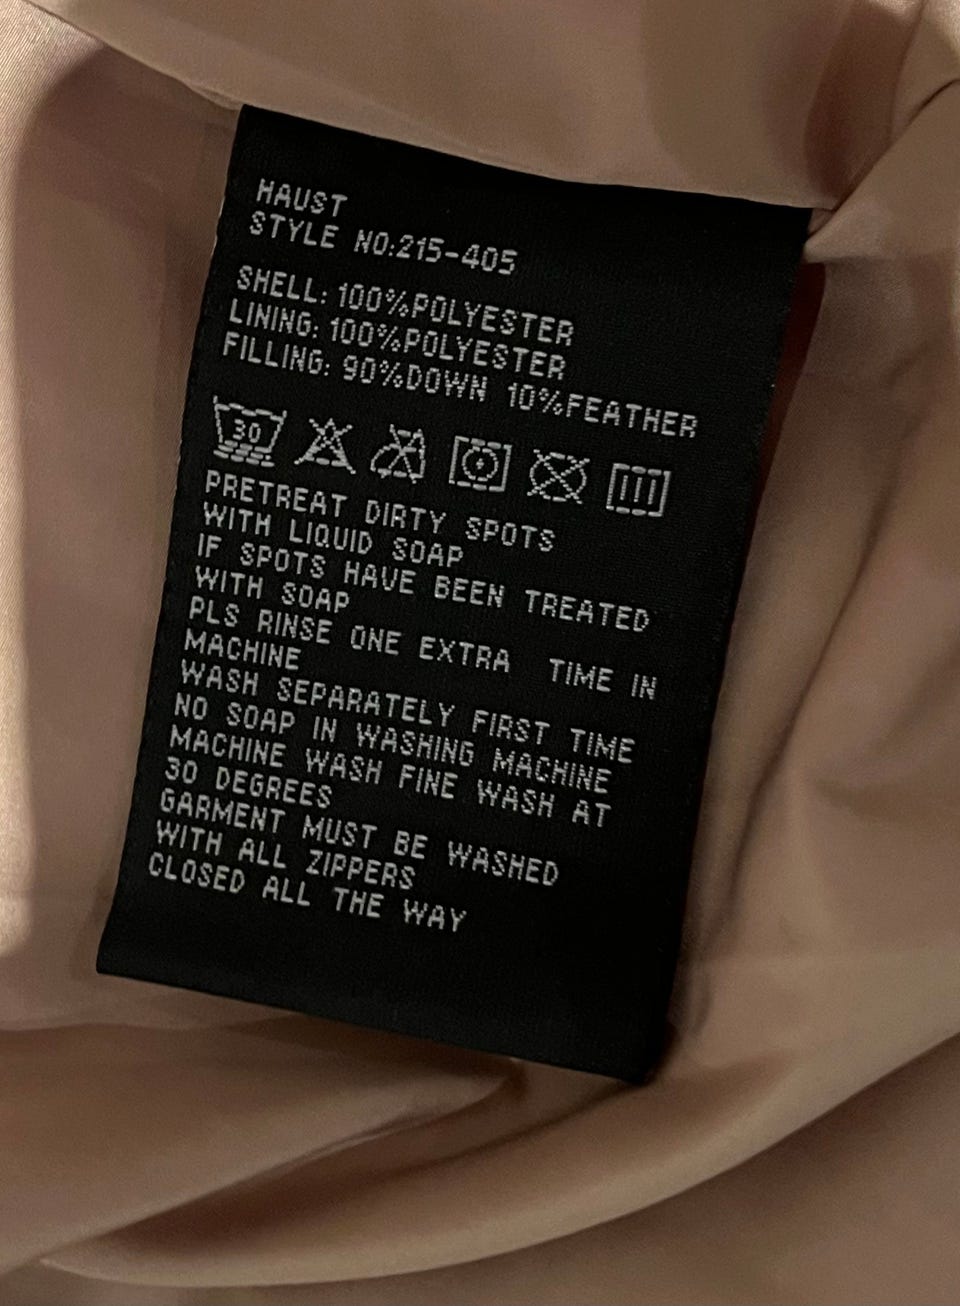 HAUST
STYLE NO:215-405
SHELL: 100%POLYESTER
LINING: 100%POLYESTER
FILLING: 90%DOWN 10%FEATHER
30
PRETREAT DIRTY SPOTS
WITH LIQUID SOAP
IF SPOTS HAVE BEEN TREATED
WITH SOAP
PLS RINSE ONE EXTRA TIME IN
MACHINE
WASH SEPARATELY FIRST TIME
NO SOAP IN WASHING MACHINE
MACHINE WASH FINE WASH AT
30 DEGREES
GARMENT MUST BE WASHED
WITH ALL ZIPPERS
CLOSED ALL THE WAY